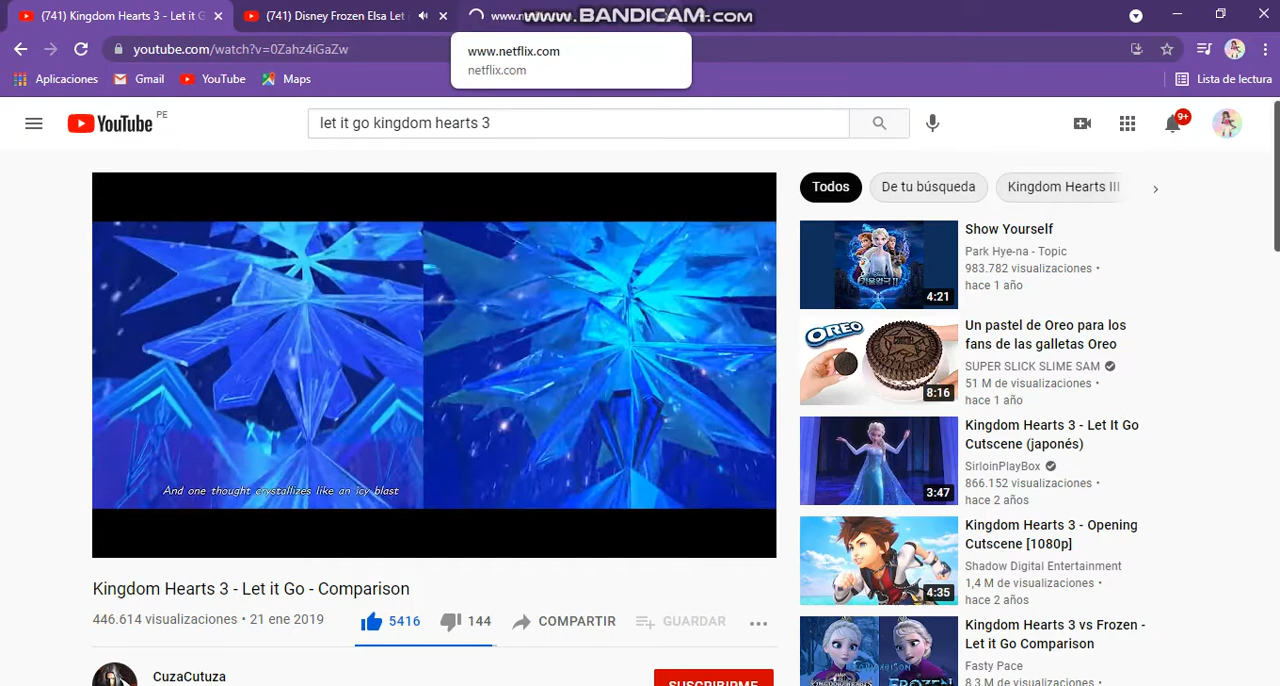 (741) Kingdom Hearts 3 - Let it G
(741) Disney Frozen Elsa Let
www.n
www.BANDICAM.com
youtube.com/watch?v=0Zahz4iGaZw
www.netflix.com
netflix.com
Aplicaciones
Gmail
YouTube
Maps
Lista de lectura
YouTube PE
let it go kingdom hearts 3
9+
Todos
De tu búsqueda
Kingdom Hearts III
And one thought crystallizes like an icy blast
Show Yourself
Park Hye-na - Topic
983.782 visualizaciones •
hace 1 año
4:21
Un pastel de Oreo para los
fans de las galletas Oreo
SUPER SLICK SLIME SAM
51 M de visualizaciones •
hace 1 año
OREO
8:16
Kingdom Hearts 3 - Let It Go
Cutscene (japonés)
SirloinPlayBox
866.152 visualizaciones •
hace 2 años
3:47
Kingdom Hearts 3 - Opening
Cutscene [1080p]
Shadow Digital Entertainment
1,4 M de visualizaciones •
hace 2 años
4:35
Kingdom Hearts 3 vs Frozen -
Let it Go Comparison
Fasty Pace
8,3 M de visualizaciones •
Kingdom Hearts 3 - Let it Go - Comparison
446.614 visualizaciones • 21 ene 2019
5416
144
COMPARTIR
GUARDAR
CuzaCutuza
SUSCRIBIRME